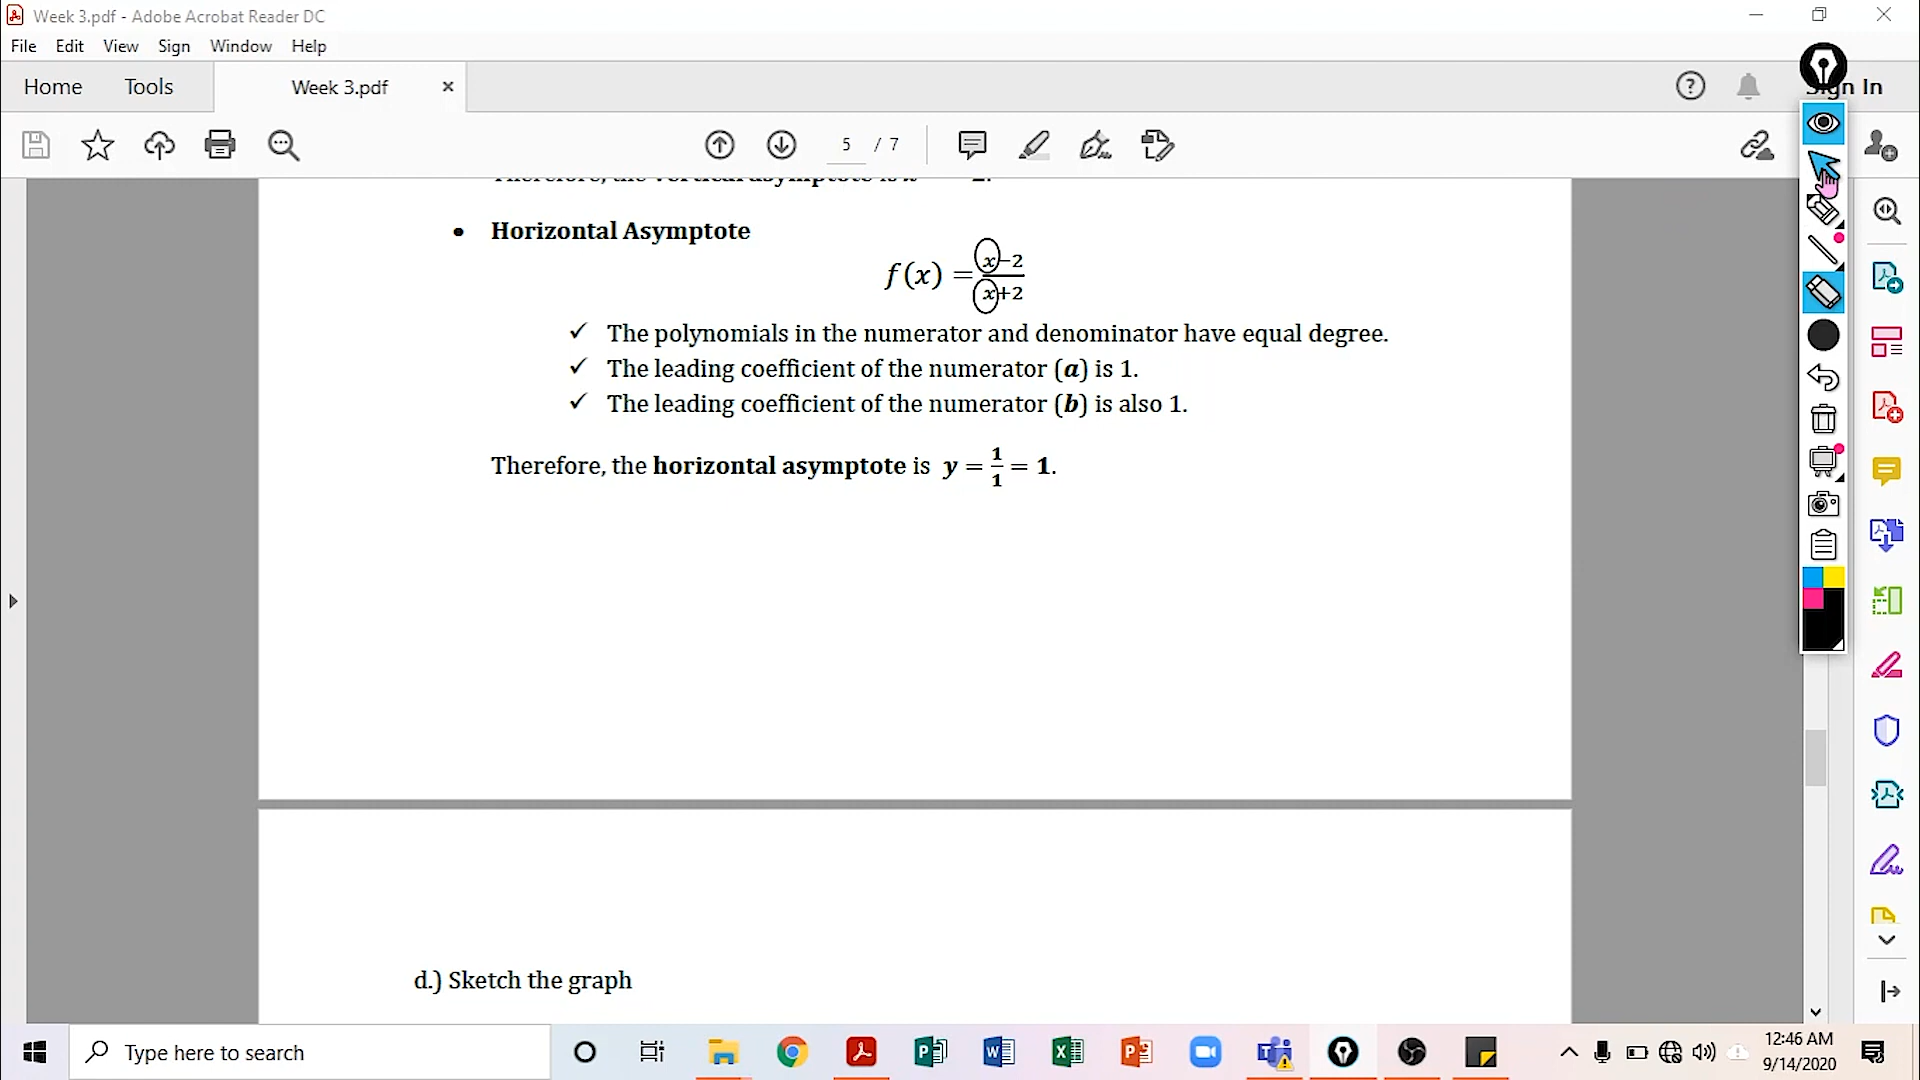 Week 3.pdf - Adobe Acrobat Reader DC
File Edit View Sign Window Help
Home Tools Week 3.pdf × Sign In
5 / 7
• Horizontal Asymptote
f(x) = x−2 / x+2
✓ The polynomials in the numerator and denominator have equal degree.
✓ The leading coefficient of the numerator (a) is 1.
✓ The leading coefficient of the numerator (b) is also 1.
Therefore, the horizontal asymptote is y = 1/1 = 1.
d.) Sketch the graph
Type here to search
12:46 AM
9/14/2020